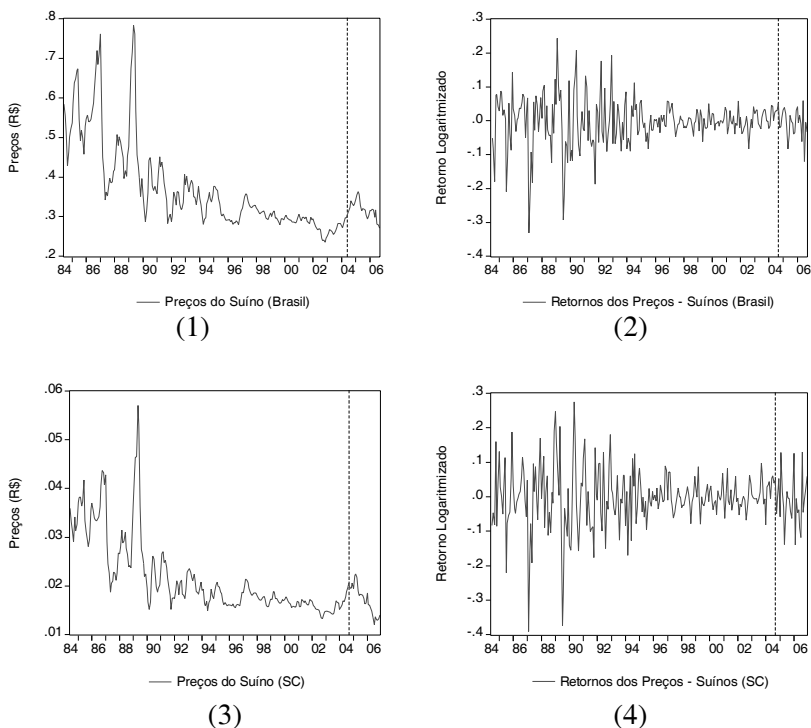 .8
.7
.6
.5
.4
.3
.2
Preços (R$)
84 86 88 90 92 94 96 98 00 02 04 06
Preços do Suíno (Brasil)
(1)
.3
.2
.1
.0
-.1
-.2
-.3
-.4
Retorno Logaritmizado
84 86 88 90 92 94 96 98 00 02 04 06
Retornos dos Preços - Suínos (Brasil)
(2)
.06
.05
.04
.03
.02
.01
Preços (R$)
84 86 88 90 92 94 96 98 00 02 04 06
Preços do Suíno (SC)
(3)
.3
.2
.1
.0
-.1
-.2
-.3
-.4
Retorno Logaritmizado
84 86 88 90 92 94 96 98 00 02 04 06
Retornos dos Preços - Suínos (SC)
(4)